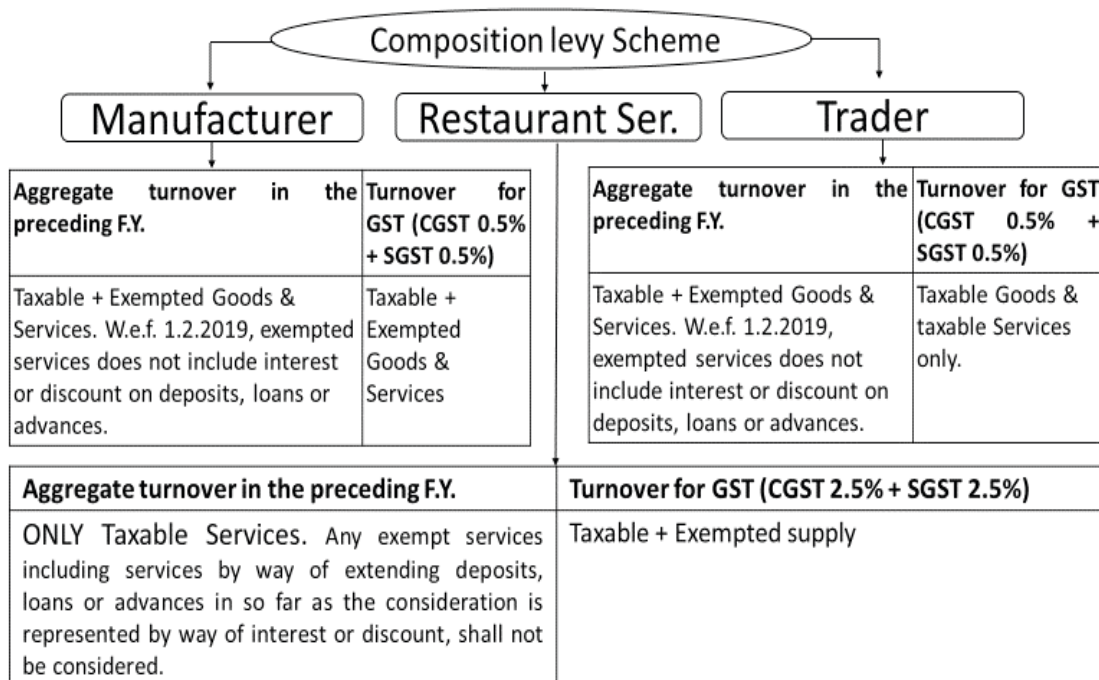 Composition levy Scheme
Manufacturer
Restaurant Ser.
Trader
Aggregate turnover in the
preceding F.Y.
Turnover for
GST (CGST 0.5%
+ SGST 0.5%)
Taxable + Exempted Goods &
Services. W.e.f. 1.2.2019, exempted
services does not include interest
or discount on deposits, loans or
advances.
Taxable +
Exempted
Goods &
Services
Aggregate turnover in the
preceding F.Y.
Turnover for GST
(CGST 0.5% +
SGST 0.5%)
Taxable + Exempted Goods &
Services. W.e.f. 1.2.2019,
exempted services does not
include interest or discount on
deposits, loans or advances.
Taxable Goods &
taxable Services
only.
Aggregate turnover in the preceding F.Y.
Turnover for GST (CGST 2.5% + SGST 2.5%)
ONLY Taxable Services. Any exempt services
including services by way of extending deposits,
loans or advances in so far as the consideration is
represented by way of interest or discount, shall not
be considered.
Taxable + Exempted supply